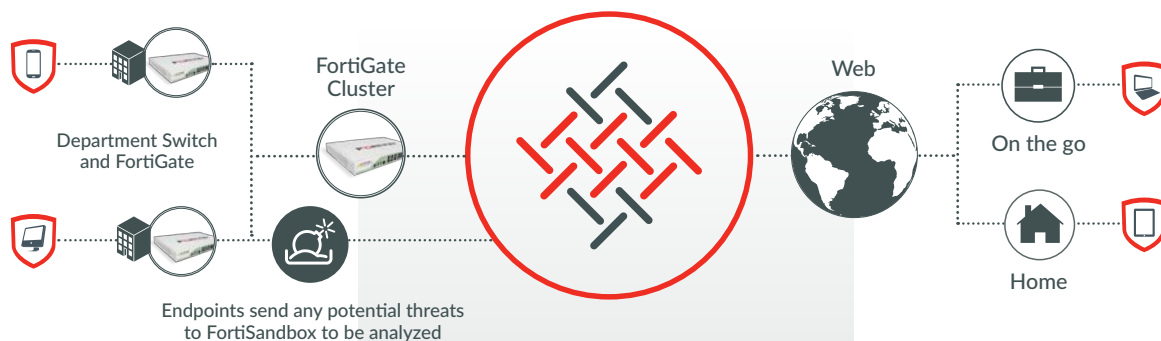 FortiGate
Cluster
Web
Department Switch
and FortiGate
On the go
Home
Endpoints send any potential threats
to FortiSandbox to be analyzed